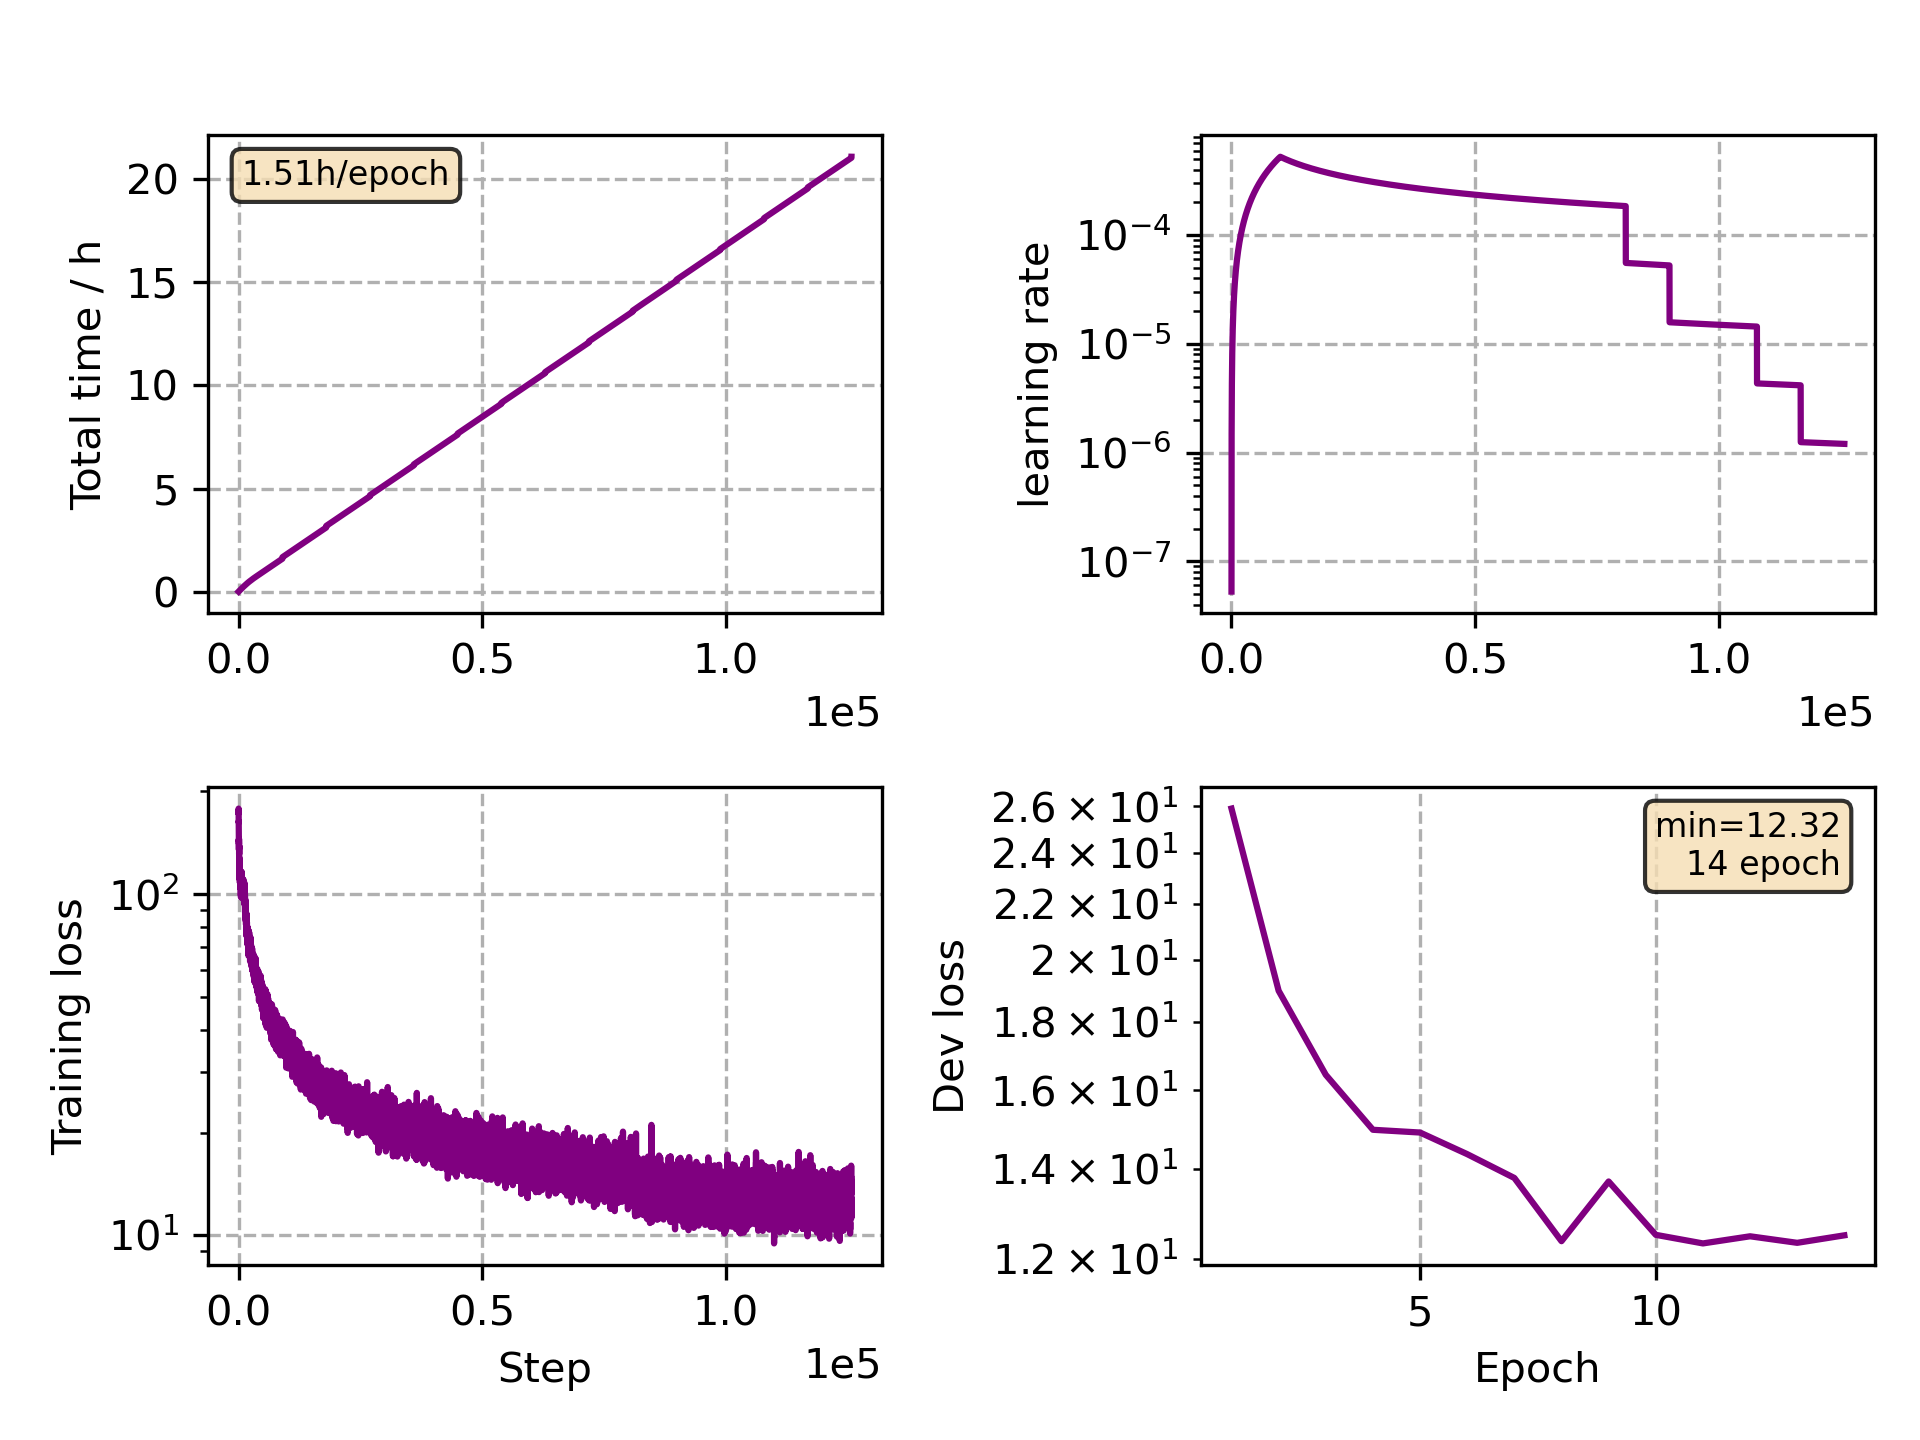 1.51h/epoch
Total time / h
20
15
10
5
0
0.0 0.5 1.0
1e5
learning rate
10⁻⁴
10⁻⁵
10⁻⁶
10⁻⁷
0.0 0.5 1.0
1e5
Training loss
10²
10¹
0.0 0.5 1.0
Step 1e5
Dev loss
2.6 × 10¹
2.4 × 10¹
2.2 × 10¹
2 × 10¹
1.8 × 10¹
1.6 × 10¹
1.4 × 10¹
1.2 × 10¹
min=12.32
14 epoch
5 10
Epoch